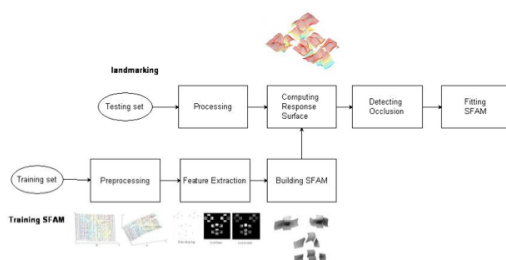 landmarking
Testing set
Processing
Computing
Response
Surface
Detecting
Occlusion
Fitting
SFAM
Training set
Preprocessing
Feature Extraction
Building SFAM
Training SFAM